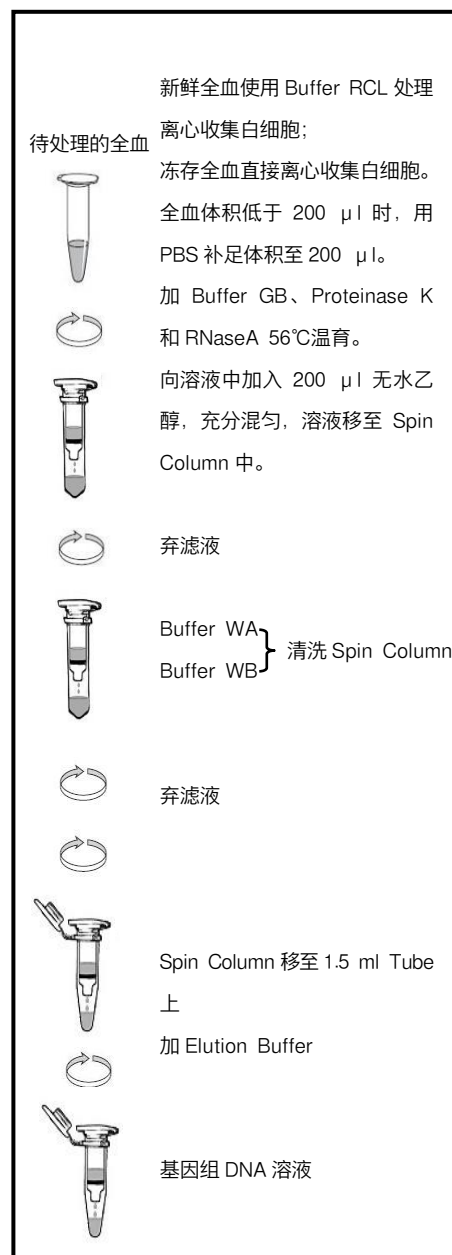 新鲜全血使用 Buffer RCL 处理
离心收集白细胞；
待处理的全血
冻存全血直接离心收集白细胞。
全血体积低于 200 μl 时，用
PBS 补足体积至 200 μl。
加 Buffer GB、Proteinase K
和 RNaseA 56℃温育。
向溶液中加入 200 μl 无水乙
醇，充分混匀，溶液移至 Spin
Column 中。
弃滤液
Buffer WA
Buffer WB
清洗 Spin Column
弃滤液
Spin Column 移至 1.5 ml Tube
上
加 Elution Buffer
基因组 DNA 溶液